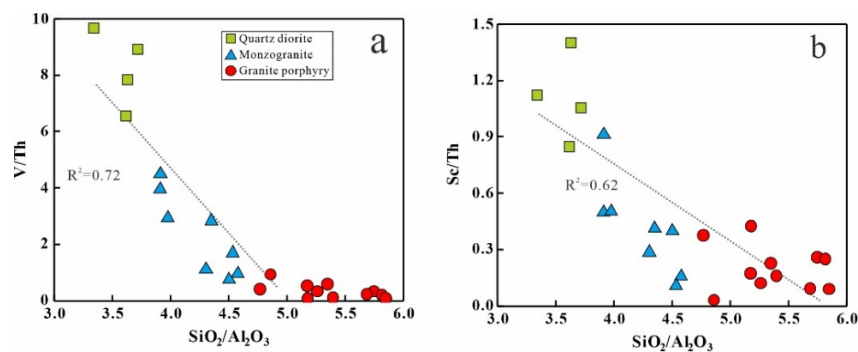 a
10
8
6
4
2
0
V/Th
Quartz diorite
Monzogranite
Granite porphyry
R²=0.72
3.0 3.5 4.0 4.5 5.0 5.5 6.0
SiO₂/Al₂O₃
b
1.5
1.2
0.9
0.6
0.3
0.0
Sc/Th
R²=0.62
3.0 3.5 4.0 4.5 5.0 5.5 6.0
SiO₂/Al₂O₃